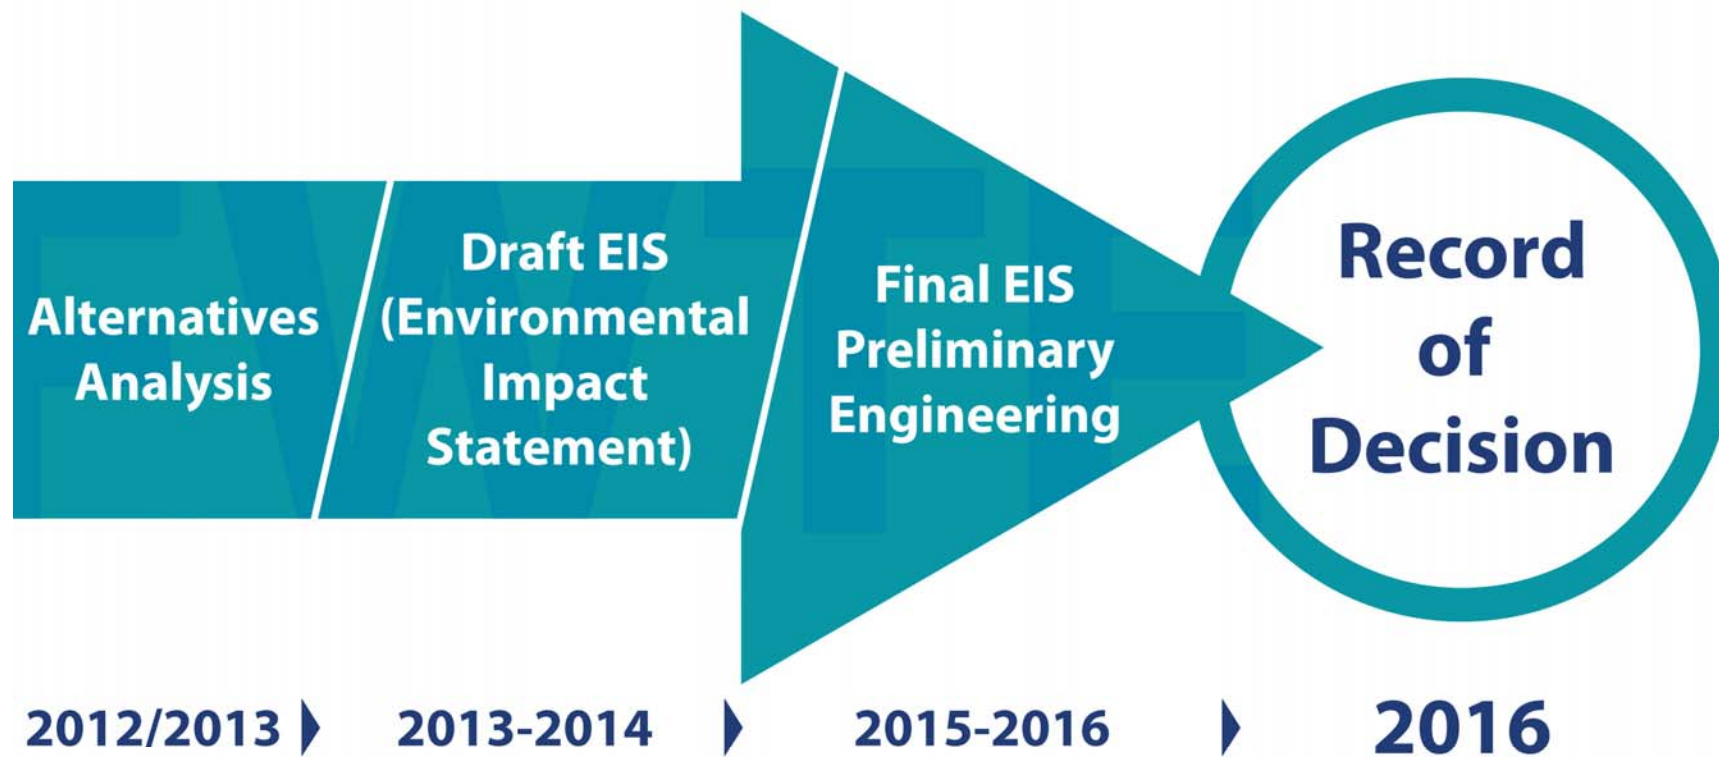 Alternatives
Analysis
Draft EIS
(Environmental
Impact
Statement)
Final EIS
Preliminary
Engineering
Record
of
Decision
2012/2013
2013-2014
2015-2016
2016